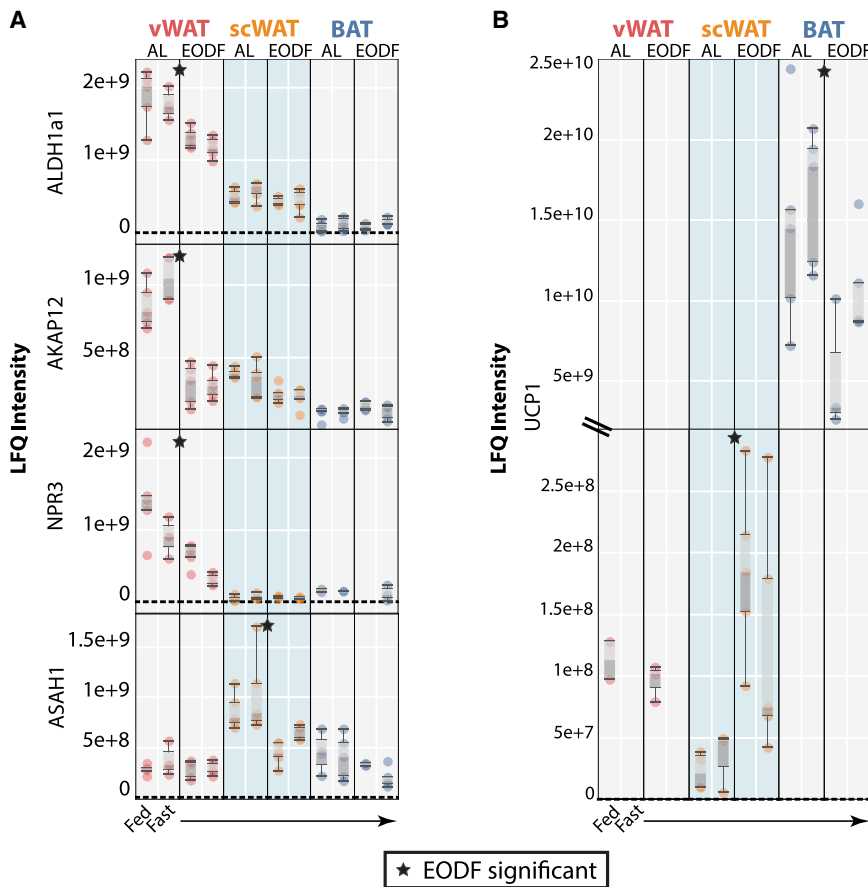 A
vWAT scWAT BAT
AL EODF AL EODF AL EODF
LFQ Intensity
ALDH1a1
2e+9
1e+9
0
AKAP12
1e+9
5e+8
NPR3
2e+9
1e+9
0
ASAH1
1.5e+9
1e+9
5e+8
0
Fed
Fast
B
vWAT scWAT BAT
AL EODF AL EODF AL EODF
LFQ Intensity
UCP1
2.5e+10
2e+10
1.5e+10
1e+10
5e+9
2.5e+8
2e+8
1.5e+8
1e+8
5e+7
0
Fed
Fast
★ EODF significant